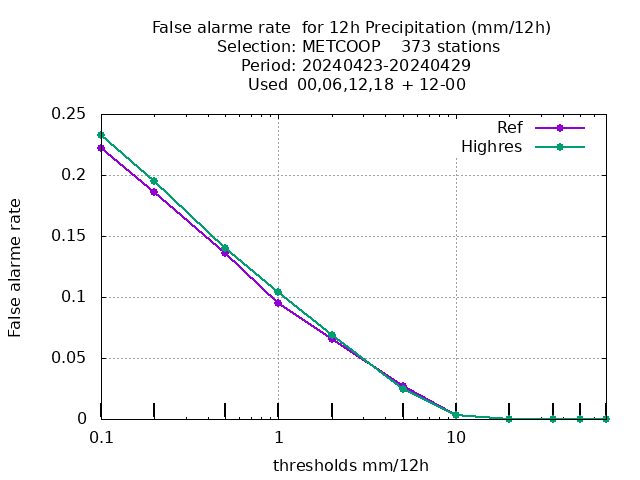 False alarme rate  for 12h Precipitation (mm/12h)
Selection: METCOOP    373 stations
Period: 20240423-20240429
Used  00,06,12,18  + 12-00
Ref
Highres
0.25
0.2
0.15
0.1
0.05
0
False alarme rate
0.1
1
10
thresholds mm/12h